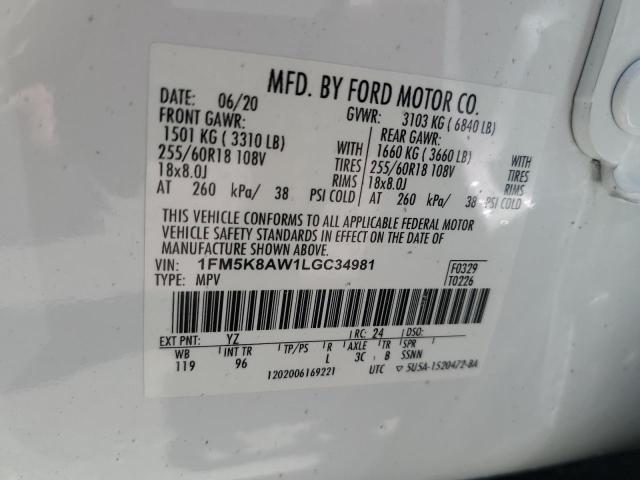 MFD. BY FORD MOTOR CO.
DATE: 06/20 GVWR: 3103 KG ( 6840 LB)
FRONT GAWR: REAR GAWR:
1501 KG ( 3310 LB) 1660 KG ( 3660 LB)
255/60R18 108V WITH TIRES 255/60R18 108V WITH TIRES
18x8.0J RIMS 18x8.0J RIMS
AT 260 kPa/ 38 PSI COLD AT 260 kPa/ 38 PSI COLD
THIS VEHICLE CONFORMS TO ALL APPLICABLE FEDERAL MOTOR
VEHICLE SAFETY STANDARDS IN EFFECT ON THE DATE OF
MANUFACTURE SHOWN ABOVE.
VIN: 1FM5K8AW1LGC34981 F0329
TYPE: MPV T0226
EXT PNT: YZ RC: 24 DSO:
WB INT TR TP/PS R AXLE TR SPR
119 96 L 3C B SSNN
1202006169221 UTC 5U5A-1520472-BA